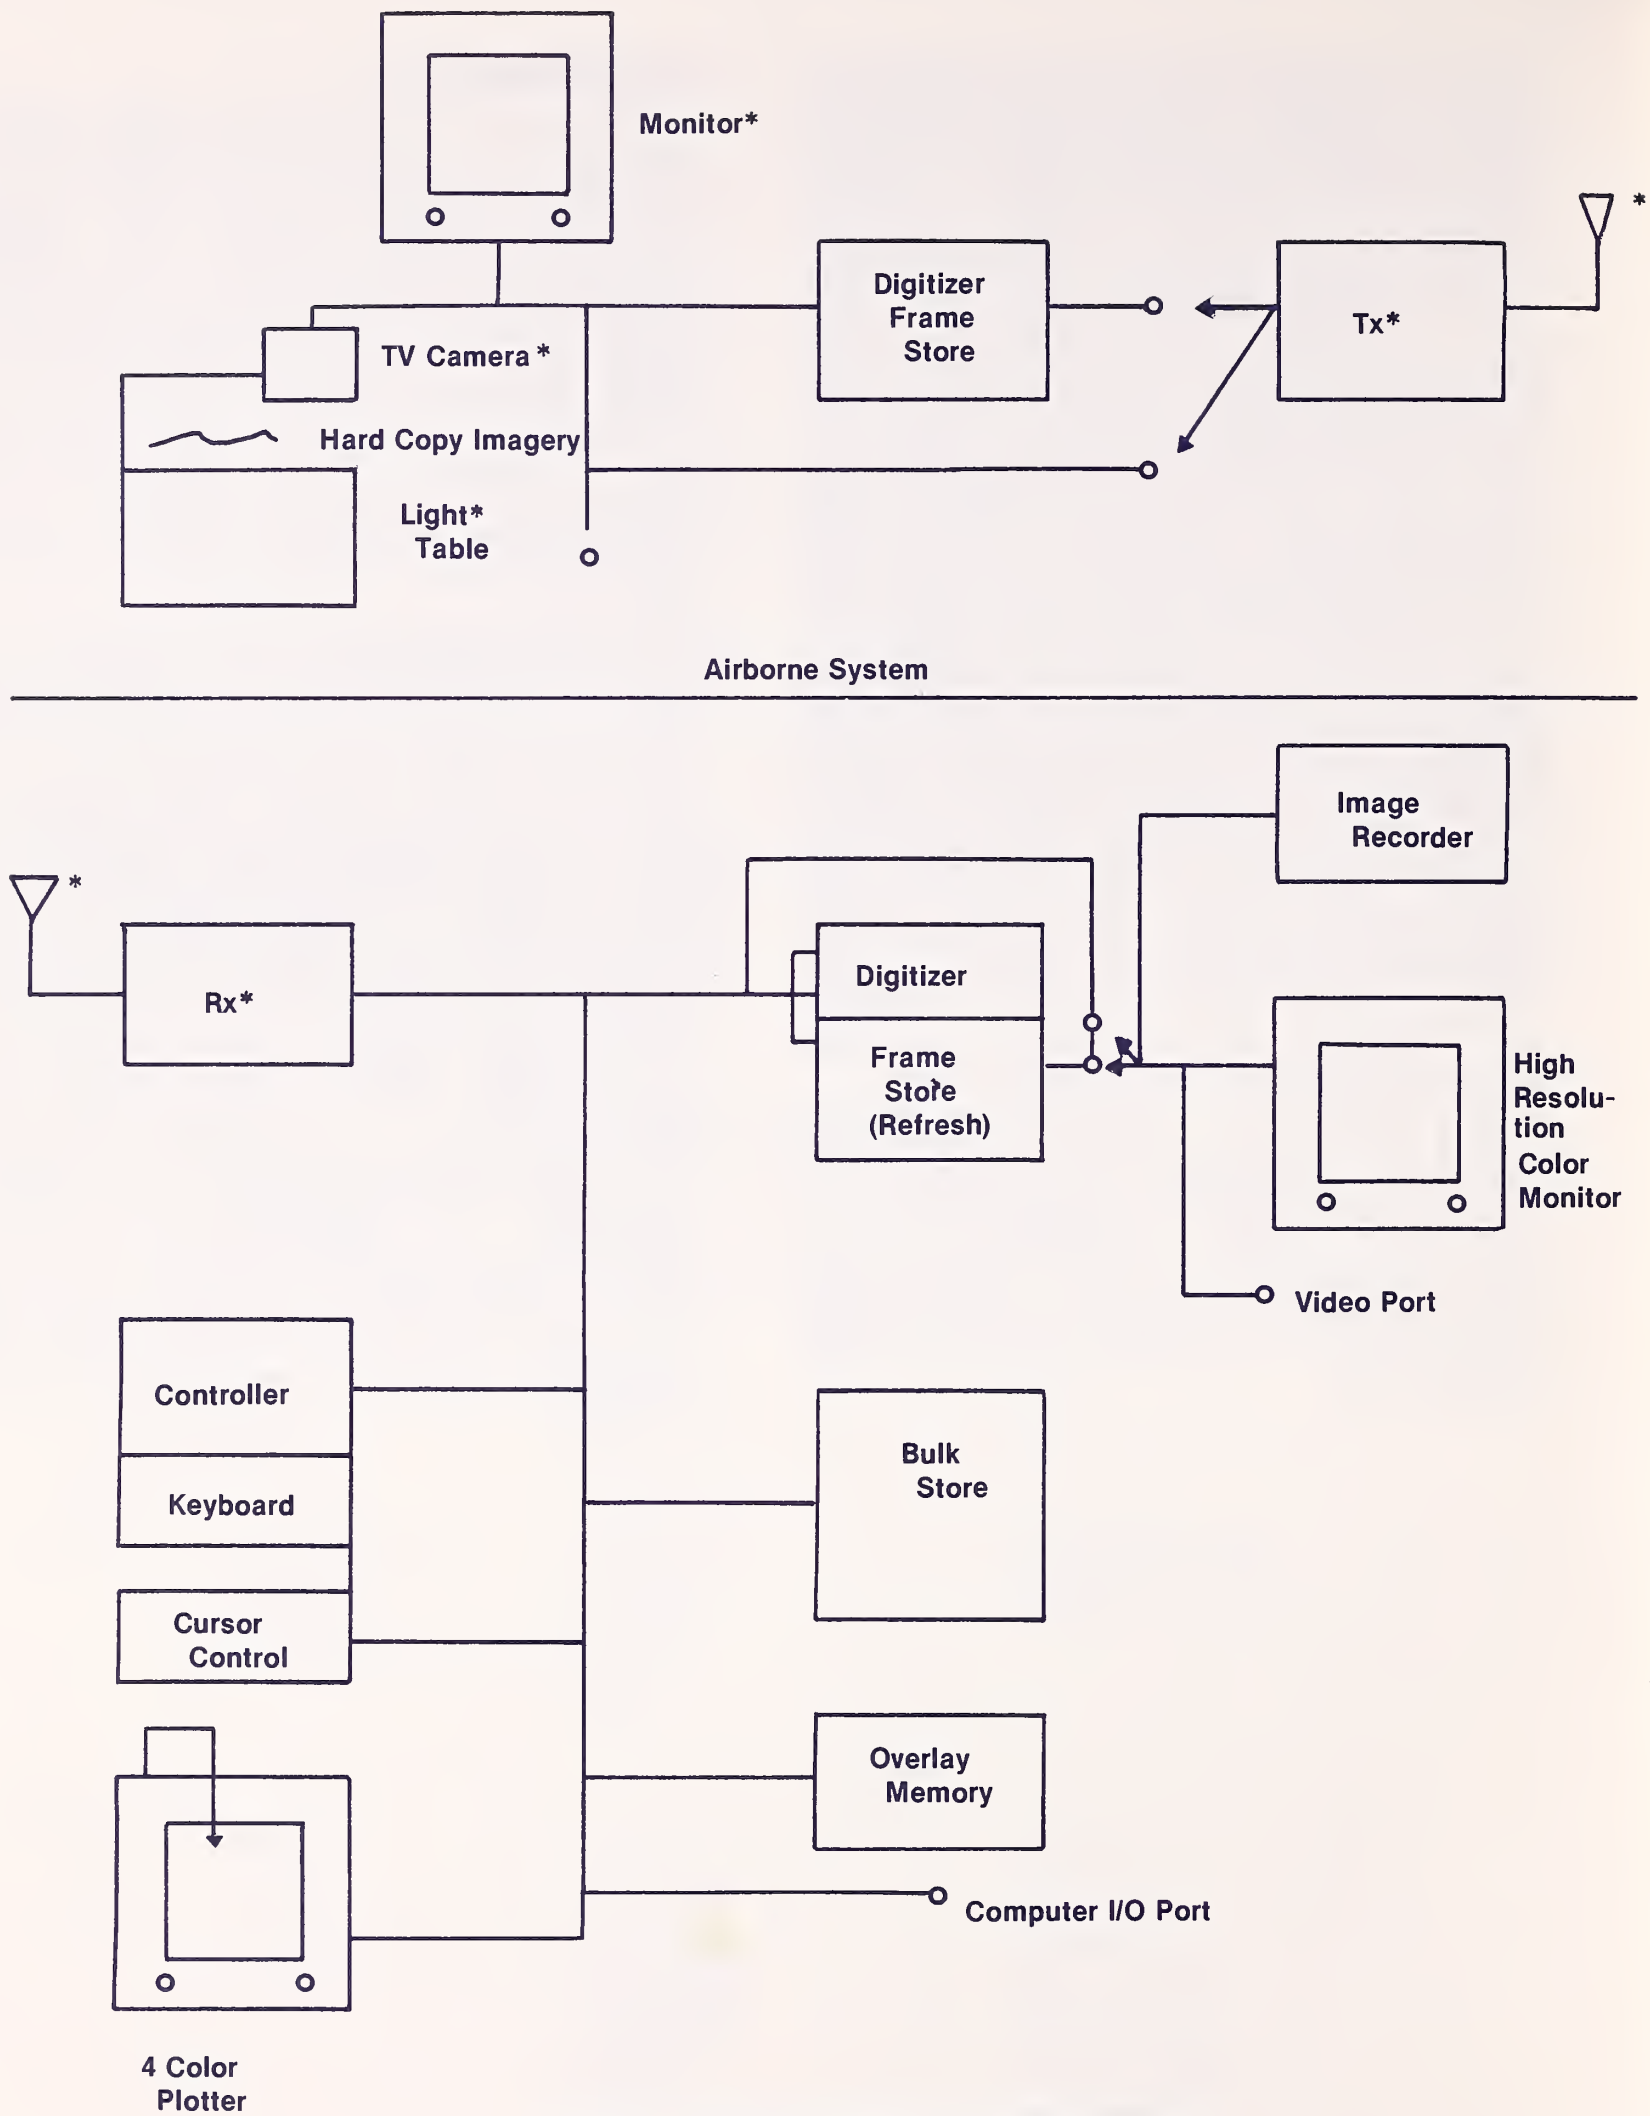 Monitor*
*
Digitizer
Frame
Store
Tx*
TV Camera*
Hard Copy Imagery
Light*
Table
Airborne System
Image
Recorder
*
Rx*
Digitizer
Frame
Store
(Refresh)
High
Resolu-
tion
Color
Monitor
Video Port
Controller
Keyboard
Bulk
Store
Cursor
Control
Overlay
Memory
Computer I/O Port
4 Color
Plotter